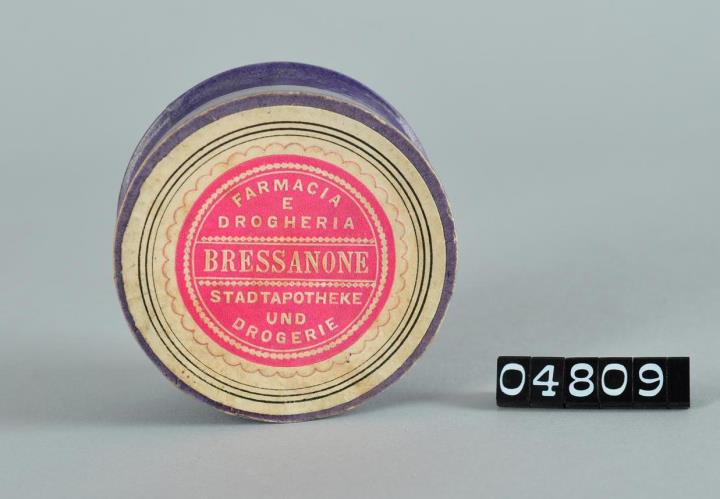 FARMACIA
E
DROGHERIA
BRESSANONE
STADTAPOTHEKE
UND
DROGERIE
04809